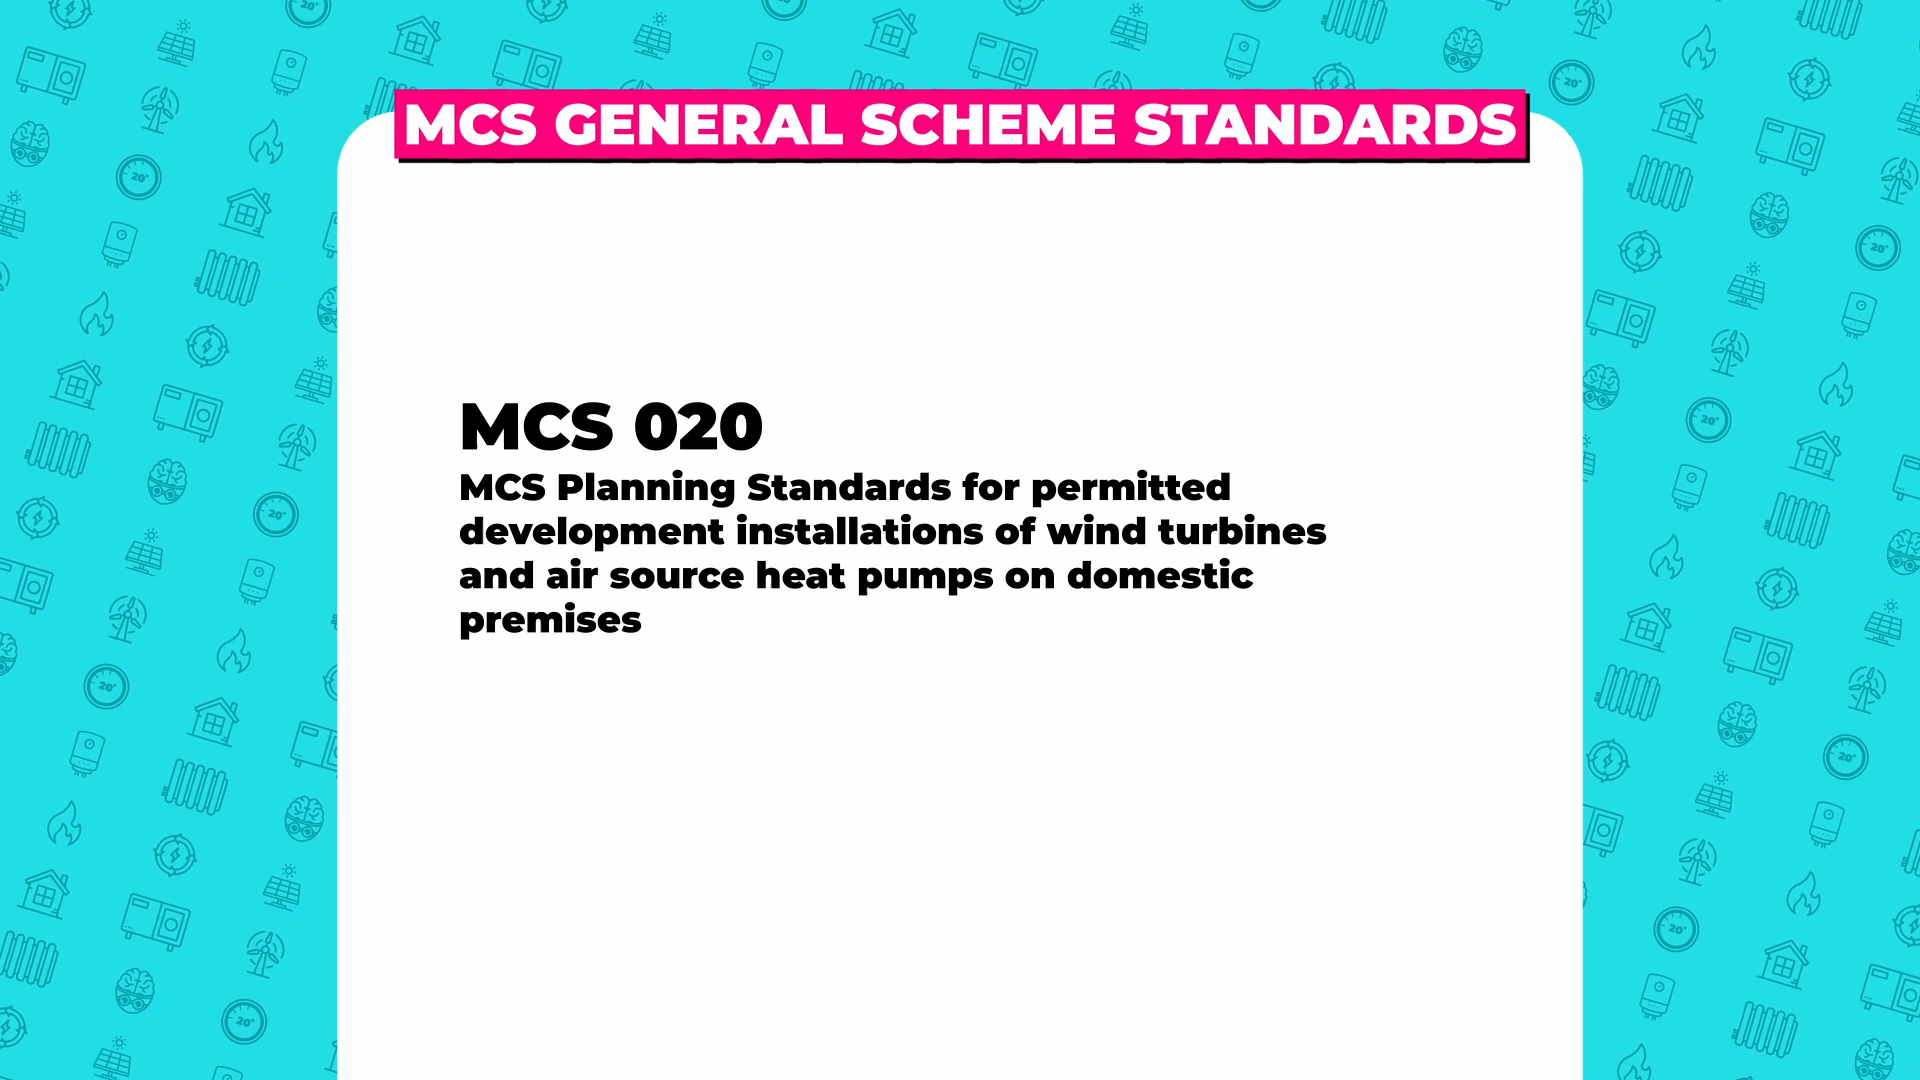 MCS GENERAL SCHEME STANDARDS
MCS 020
MCS Planning Standards for permitted
development installations of wind turbines
and air source heat pumps on domestic
premises